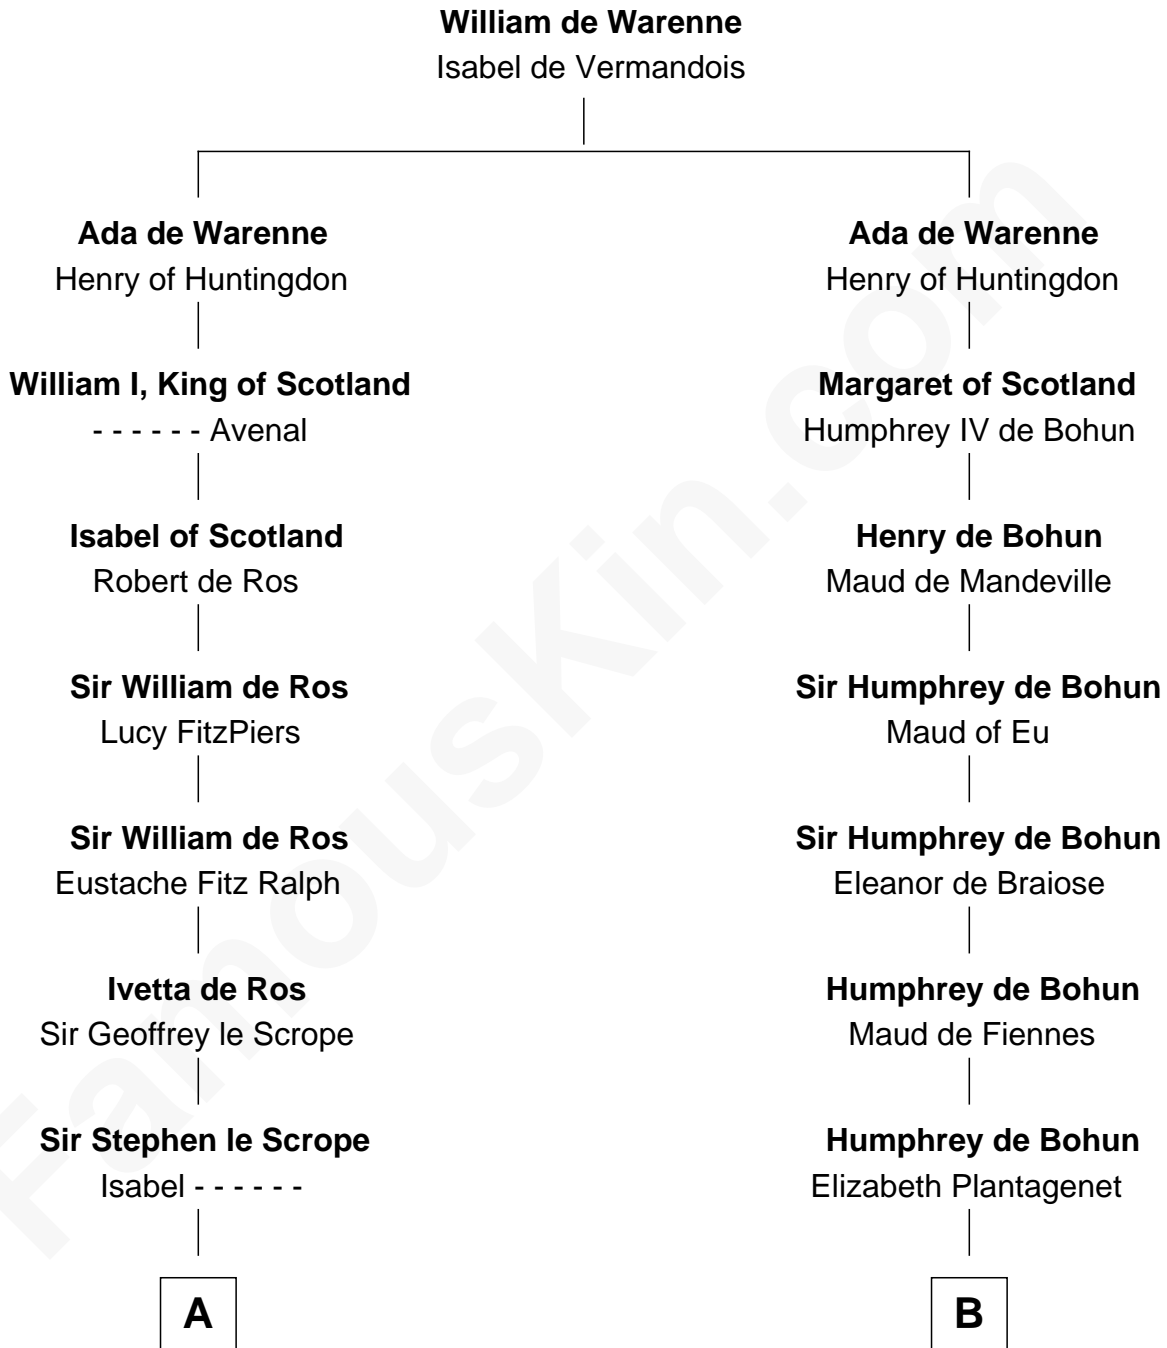 William de Warenne
Isabel de Vermandois
Ada de Warenne
Henry of Huntingdon
Ada de Warenne
Henry of Huntingdon
William I, King of Scotland
- - - - - - Avenal
Margaret of Scotland
Humphrey IV de Bohun
Isabel of Scotland
Robert de Ros
Henry de Bohun
Maud de Mandeville
Sir William de Ros
Lucy FitzPiers
Sir Humphrey de Bohun
Maud of Eu
Sir William de Ros
Eustache Fitz Ralph
Sir Humphrey de Bohun
Eleanor de Braiose
Ivetta de Ros
Sir Geoffrey le Scrope
Humphrey de Bohun
Maud de Fiennes
Sir Stephen le Scrope
Isabel - - - - - -
Humphrey de Bohun
Elizabeth Plantagenet
A
B
FamousKin.com